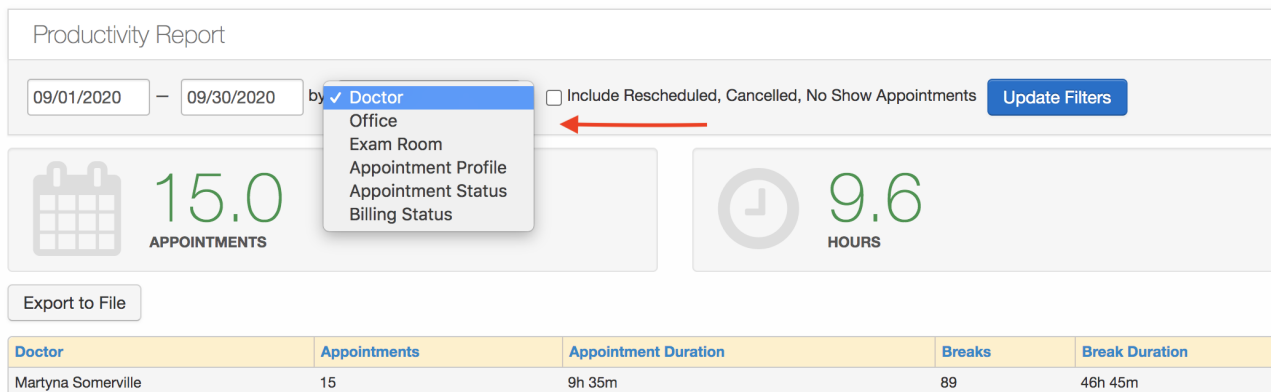 Productivity Report
09/01/2020 – 09/30/2020 by ✓ Doctor Include Rescheduled, Cancelled, No Show Appointments Update Filters
Office
Exam Room
Appointment Profile
Appointment Status
Billing Status
15.0 9.6
APPOINTMENTS HOURS
Export to File
Doctor Appointments Appointment Duration Breaks Break Duration
Martyna Somerville 15 9h 35m 89 46h 45m